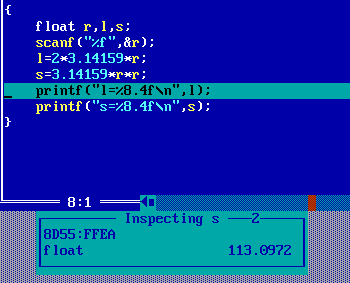 {
float r,l,s;
scanf("%f",&r);
l=2*3.14159*r;
s=3.14159*r*r;
printf("l=%8.4f\n",l);
printf("s=%8.4f\n",s);
}
8:1
Inspecting s 2
8D55:FFEA
float 113.0972